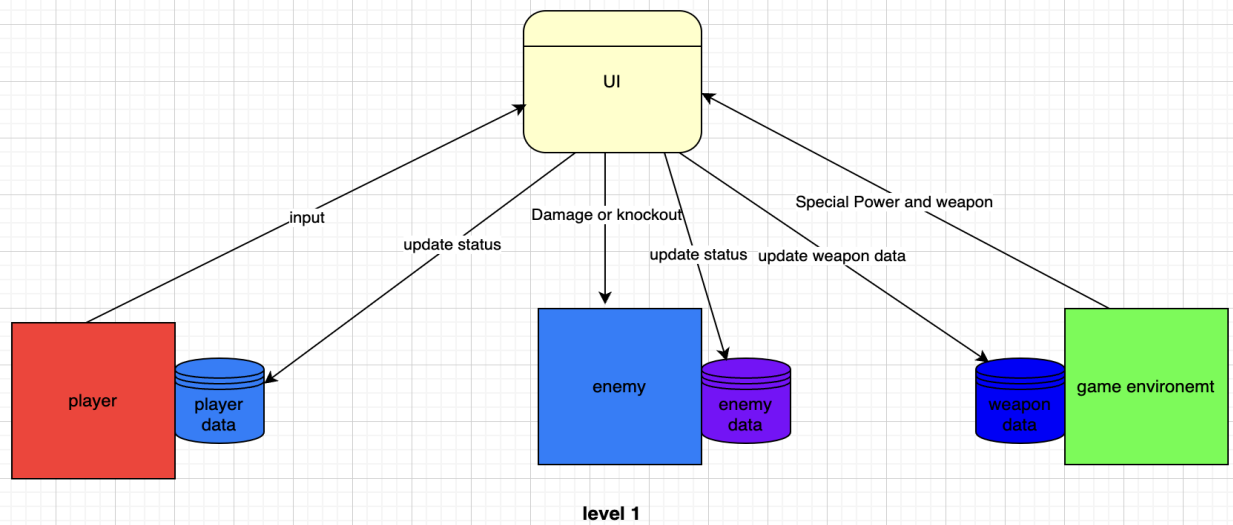 UI
input
update status
Damage or knockout
update status
update weapon data
Special Power and weapon
player
player
data
enemy
enemy
data
weapon
data
game environemt
level 1